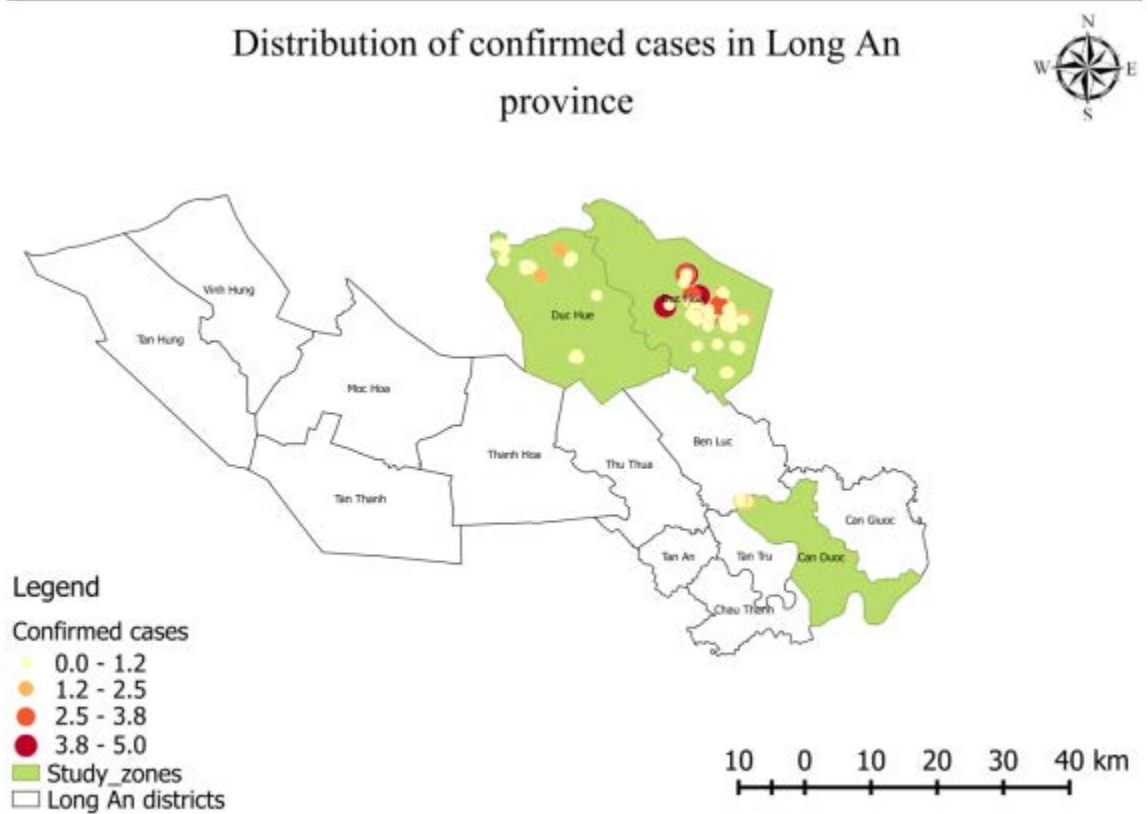 Distribution of confirmed cases in Long An
province
N
W E
S
Vinh Hung
Tan Hung
Duc Hue
Moc Hoa
Ben Luc
Thanh Hoa
Thu Thua
Tan Thanh
Can Giuoc
Tan An
Tan Tru
Can Duoc
Chau Thanh
Legend
Confirmed cases
0.0 - 1.2
1.2 - 2.5
2.5 - 3.8
3.8 - 5.0
Study_zones
Long An districts
10 0 10 20 30 40 km